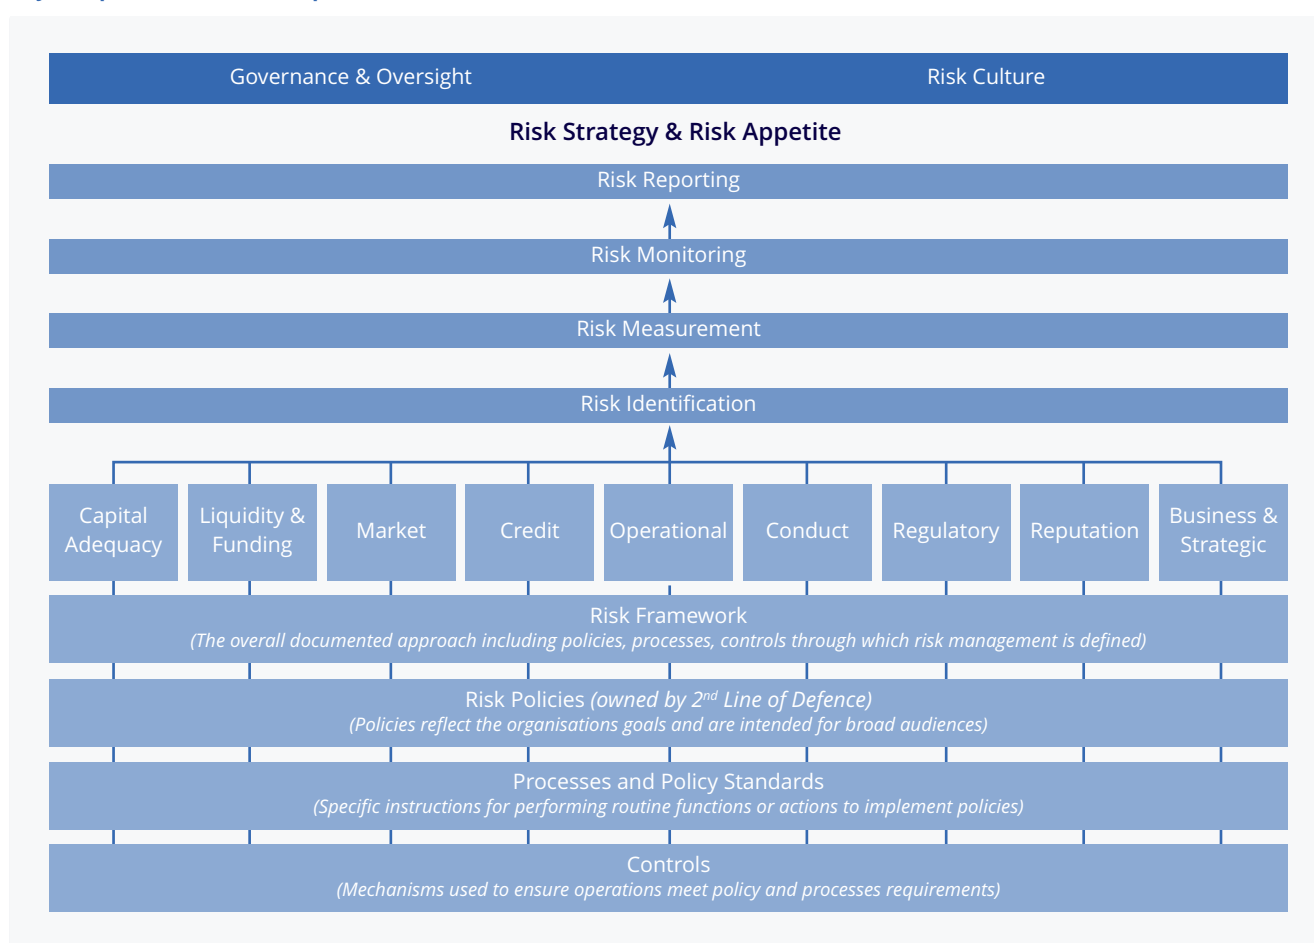 Governance & Oversight
Risk Culture
Risk Strategy & Risk Appetite
Risk Reporting
Risk Monitoring
Risk Measurement
Risk Identification
Capital
Adequacy
Liquidity &
Funding
Market
Credit
Operational
Conduct
Regulatory
Reputation
Business &
Strategic
Risk Framework
(The overall documented approach including policies, processes, controls through which risk management is defined)
Risk Policies (owned by 2nd Line of Defence)
(Policies reflect the organisations goals and are intended for broad audiences)
Processes and Policy Standards
(Specific instructions for performing routine functions or actions to implement policies)
Controls
(Mechanisms used to ensure operations meet policy and processes requirements)